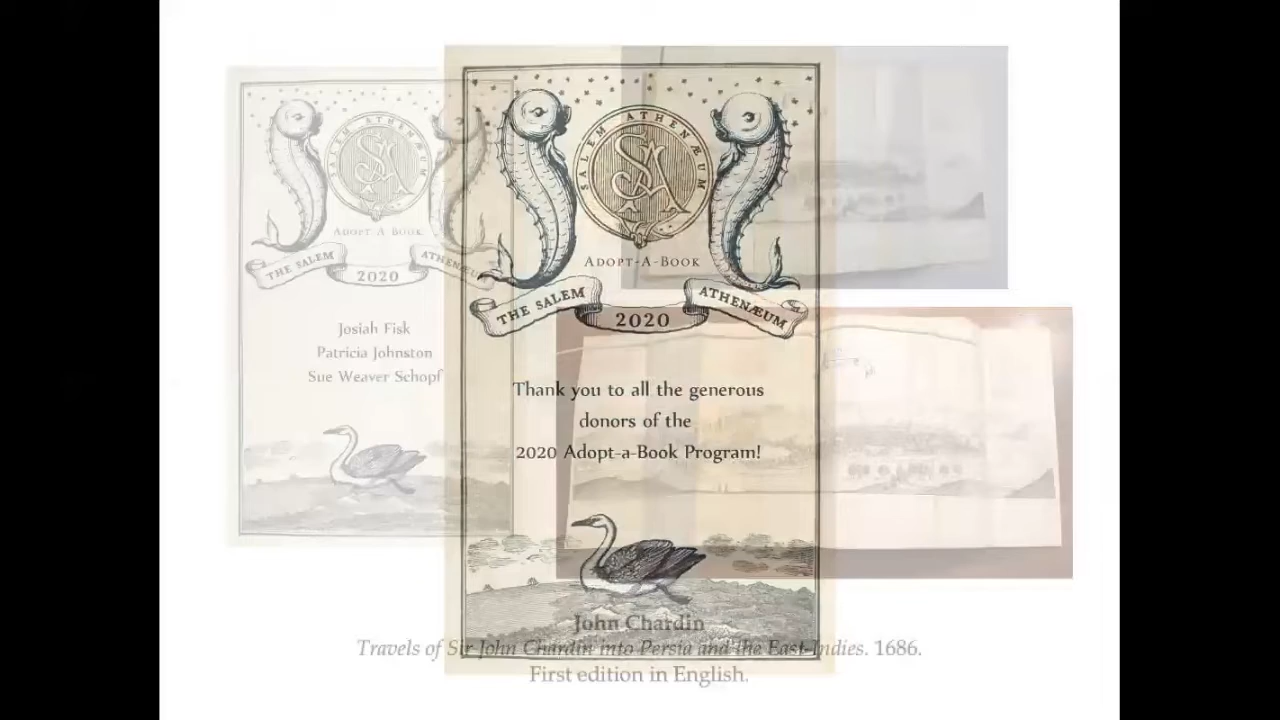 SALEM ATHENÆUM
SA
ADOPT-A-BOOK
THE SALEM
2020
ATHENÆUM
Josiah Fisk
Patricia Johnston
Sue Weaver Schopf
SALEM ATHENÆUM
SA
ADOPT-A-BOOK
THE SALEM
2020
ATHENÆUM
Thank you to all the generous
donors of the
2020 Adopt-a-Book Program!
John Chardin
Travels of Sir John Chardin into Persia and the East-Indies. 1686.
First edition in English.